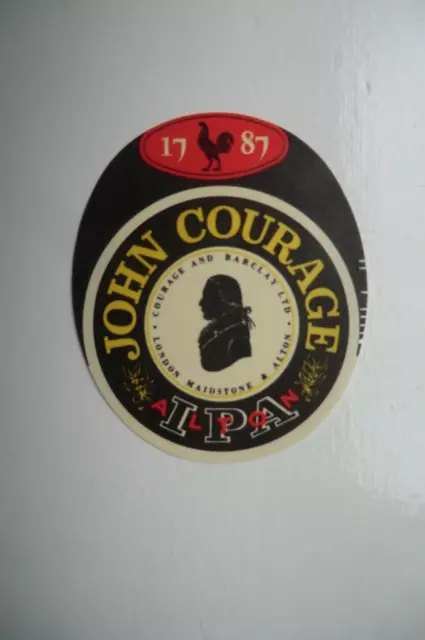 17 87
JOHN COURAGE
COURAGE AND BARCLAY LTD
LONDON MAIDSTONE & ALTON
ALTON
IPA